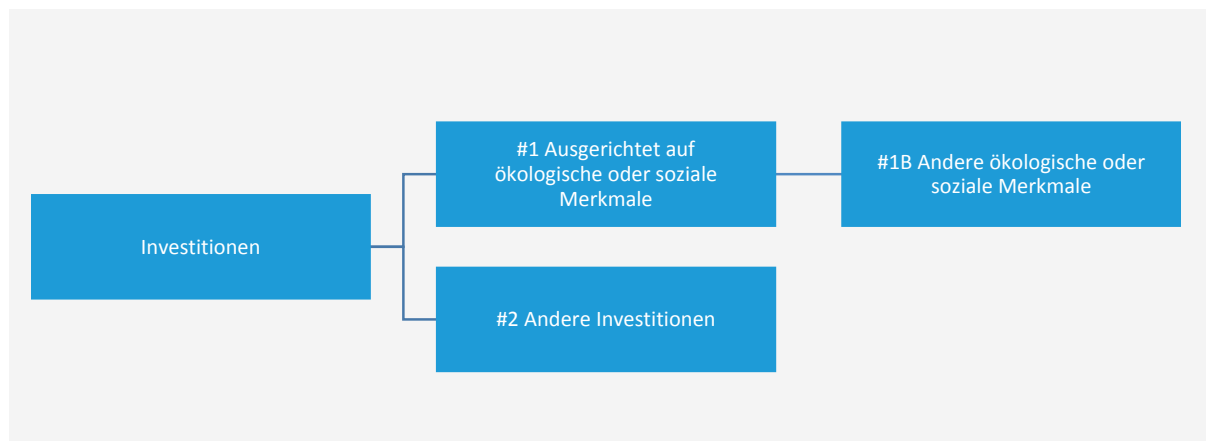 Investitionen
#1 Ausgerichtet auf
ökologische oder soziale
Merkmale
#1B Andere ökologische oder
soziale Merkmale
#2 Andere Investitionen